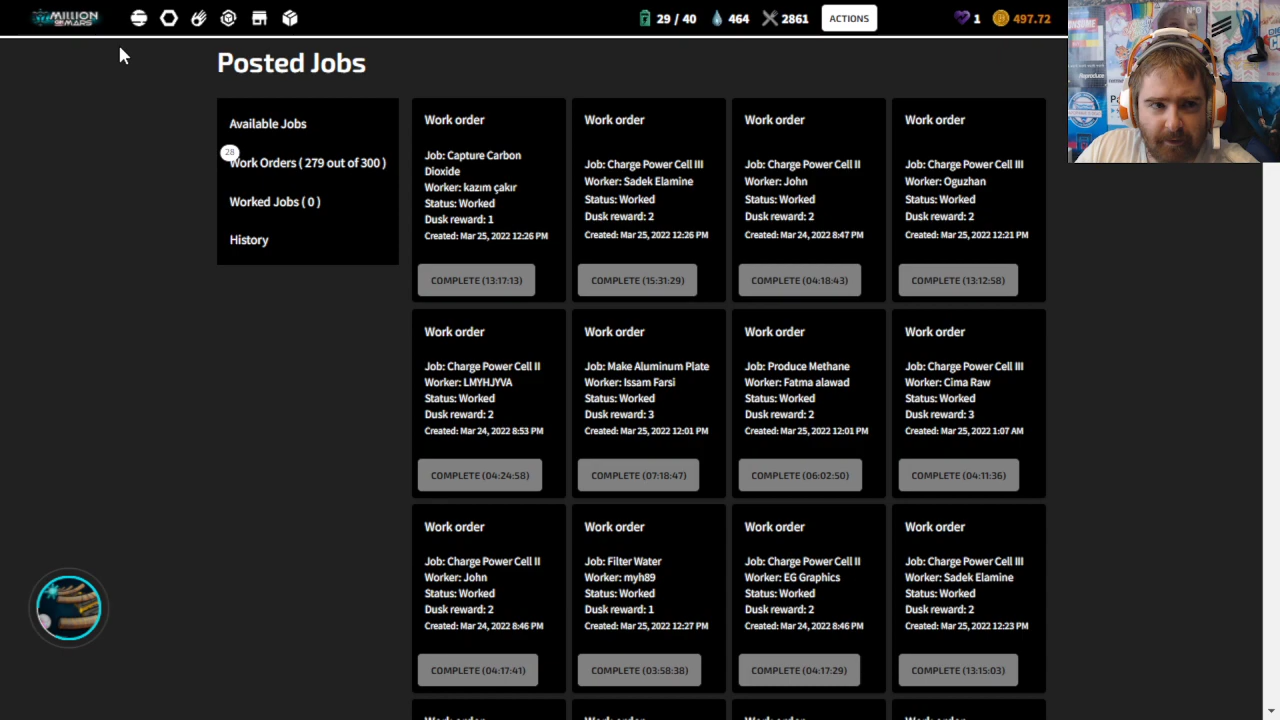 MILLION
ON MARS
29 / 40
464
2861
ACTIONS
1
497.72
Posted Jobs
Available Jobs
28
Work Orders ( 279 out of 300 )
Worked Jobs ( 0 )
History
Work order
Job: Capture Carbon
Dioxide
Worker: kazım çakır
Status: Worked
Dusk reward: 1
Created: Mar 25, 2022 12:26 PM
COMPLETE (13:17:13)
Work order
Job: Charge Power Cell III
Worker: Sadek Elamine
Status: Worked
Dusk reward: 2
Created: Mar 25, 2022 12:26 PM
COMPLETE (15:31:29)
Work order
Job: Charge Power Cell II
Worker: John
Status: Worked
Dusk reward: 2
Created: Mar 24, 2022 8:47 PM
COMPLETE (04:18:43)
Work order
Job: Charge Power Cell III
Worker: Oguzhan
Status: Worked
Dusk reward: 2
Created: Mar 25, 2022 12:21 PM
COMPLETE (13:12:58)
Work order
Job: Charge Power Cell II
Worker: LMYHJYVA
Status: Worked
Dusk reward: 2
Created: Mar 24, 2022 8:53 PM
COMPLETE (04:24:58)
Work order
Job: Make Aluminum Plate
Worker: Issam Farsi
Status: Worked
Dusk reward: 3
Created: Mar 25, 2022 12:01 PM
COMPLETE (07:18:47)
Work order
Job: Produce Methane
Worker: Fatma alawad
Status: Worked
Dusk reward: 2
Created: Mar 25, 2022 12:01 PM
COMPLETE (06:02:50)
Work order
Job: Charge Power Cell III
Worker: Cima Raw
Status: Worked
Dusk reward: 3
Created: Mar 25, 2022 1:07 AM
COMPLETE (04:11:36)
Work order
Job: Charge Power Cell II
Worker: John
Status: Worked
Dusk reward: 2
Created: Mar 24, 2022 8:46 PM
COMPLETE (04:17:41)
Work order
Job: Filter Water
Worker: myh89
Status: Worked
Dusk reward: 1
Created: Mar 25, 2022 12:27 PM
COMPLETE (03:58:38)
Work order
Job: Charge Power Cell II
Worker: EG Graphics
Status: Worked
Dusk reward: 2
Created: Mar 24, 2022 8:46 PM
COMPLETE (04:17:29)
Work order
Job: Charge Power Cell III
Worker: Sadek Elamine
Status: Worked
Dusk reward: 2
Created: Mar 25, 2022 12:23 PM
COMPLETE (13:15:03)
Work order
Work order
Work order
Work order